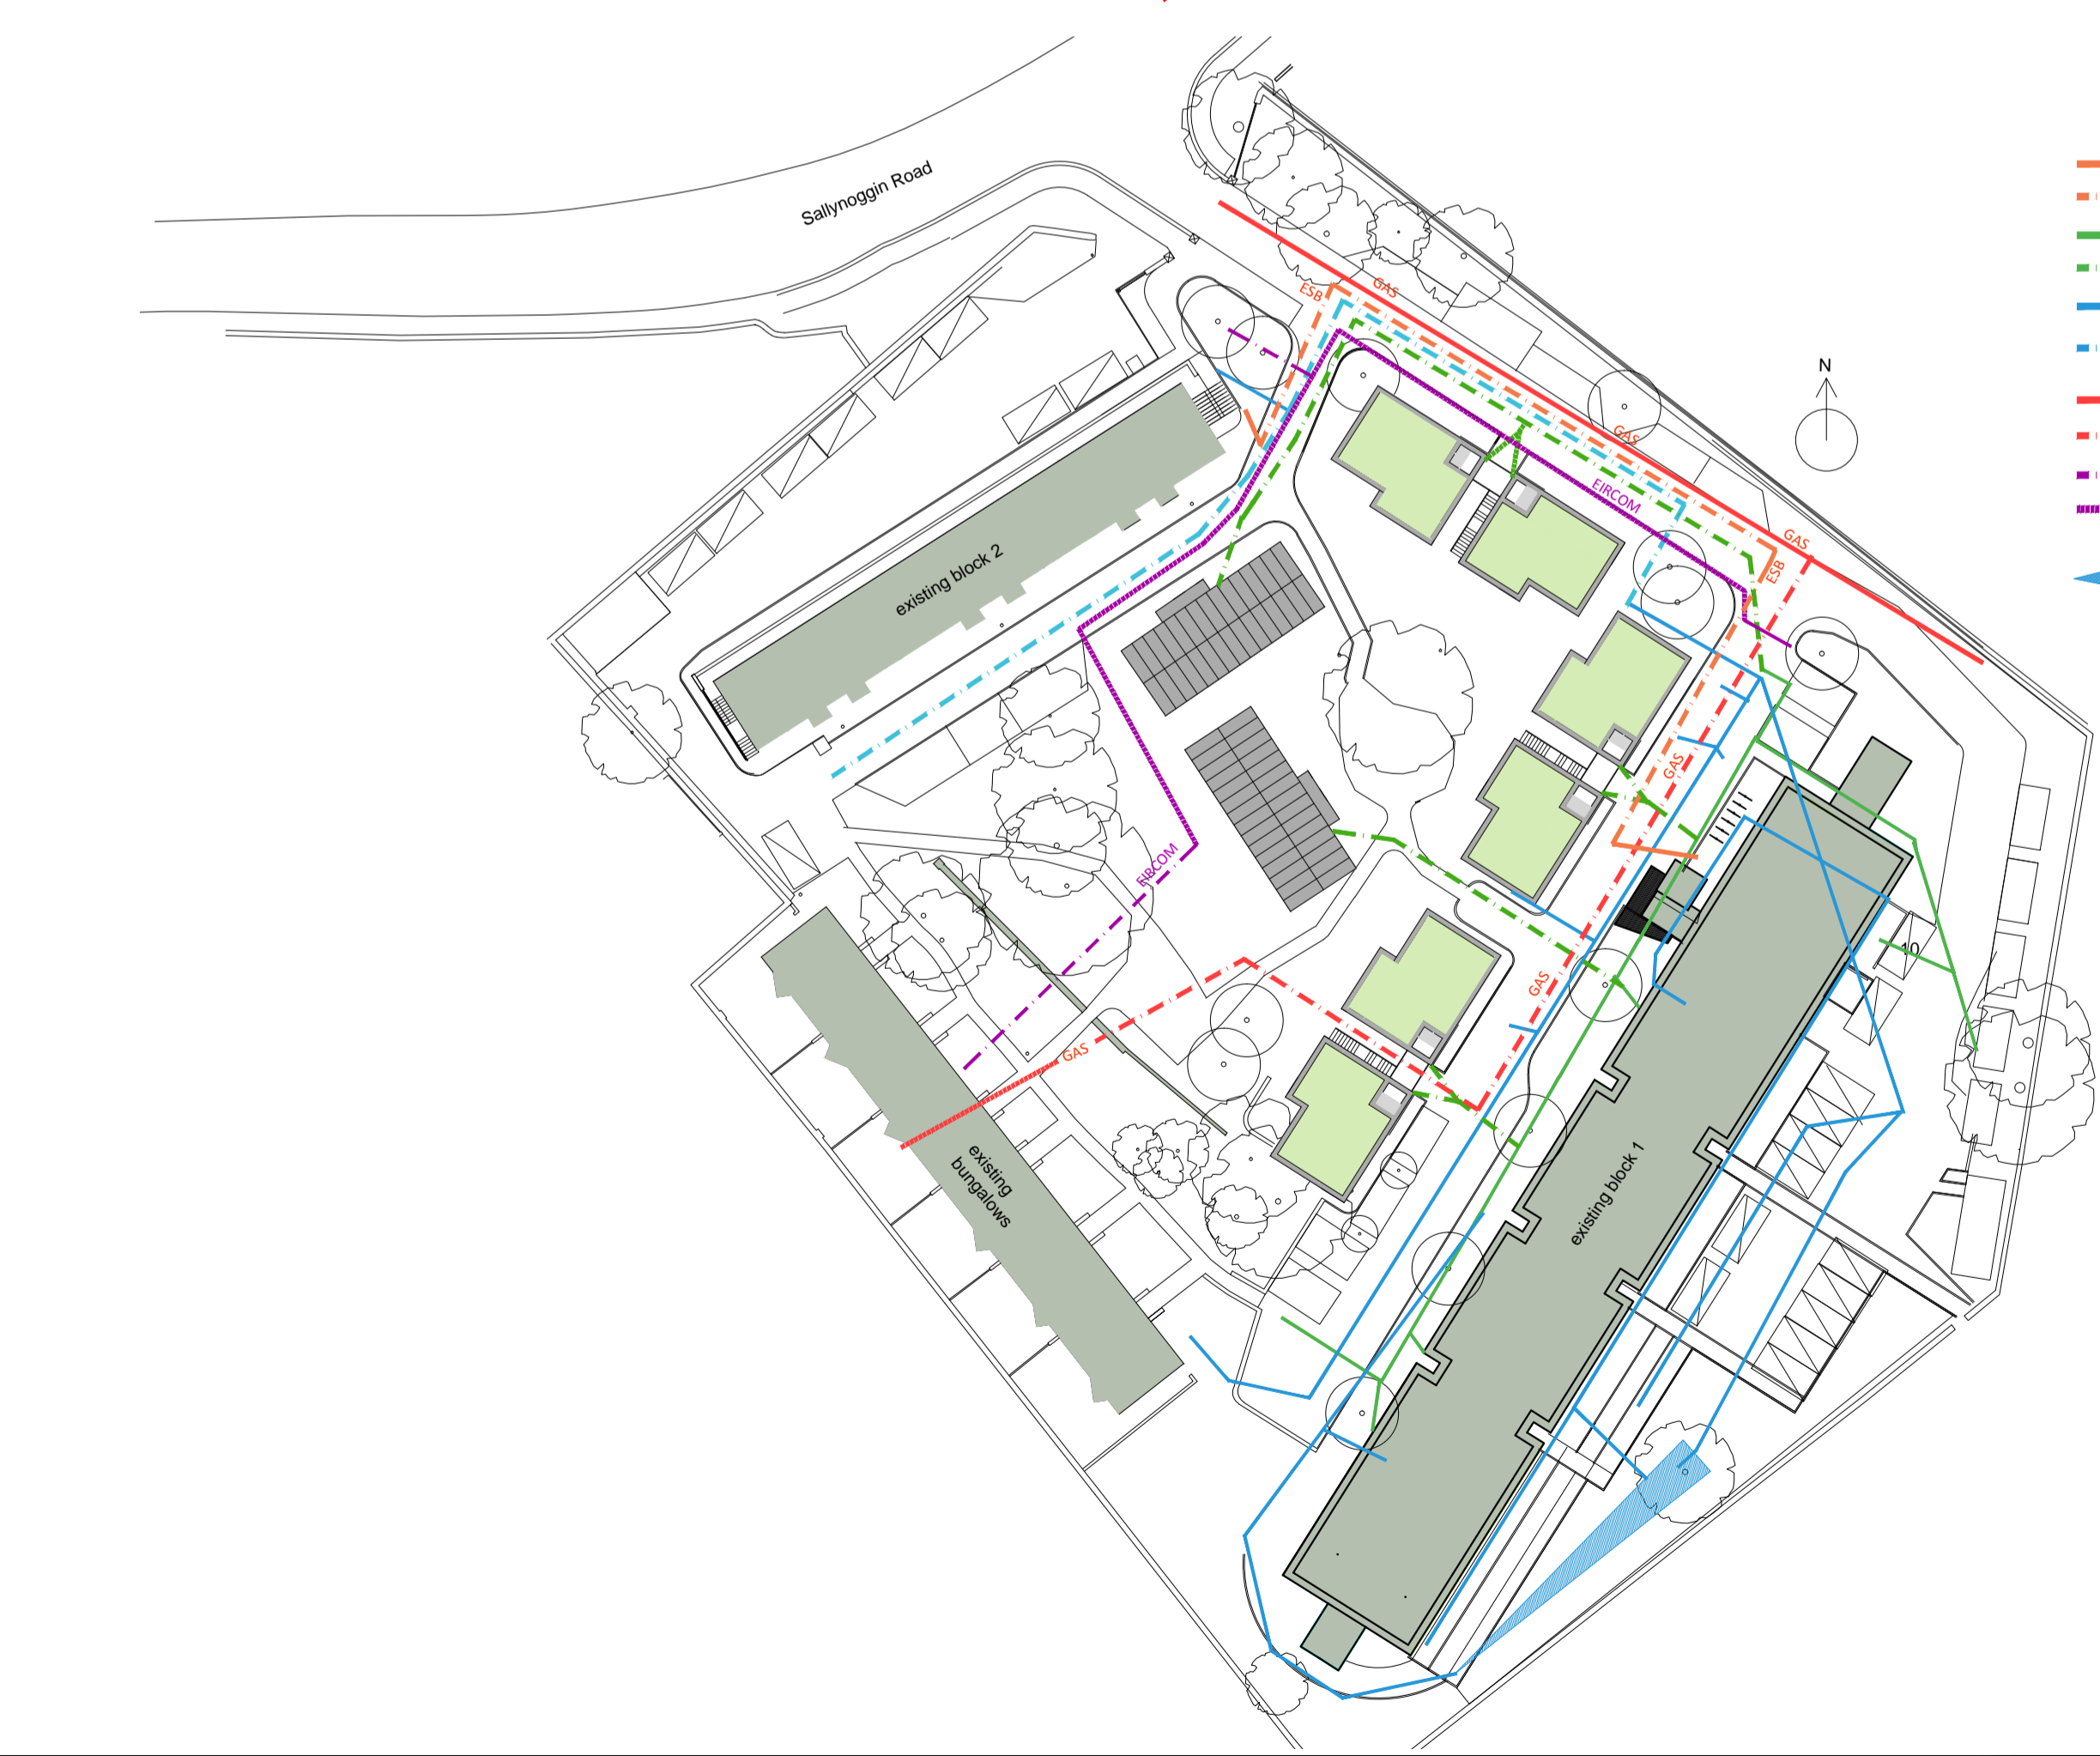 Sallynoggin Road
ESB
GAS
N
GAS
EIRCOM
GAS
ESB
existing block 2
GAS
EIRCOM
10
GAS
GAS
existing block 1
existing
bungalows